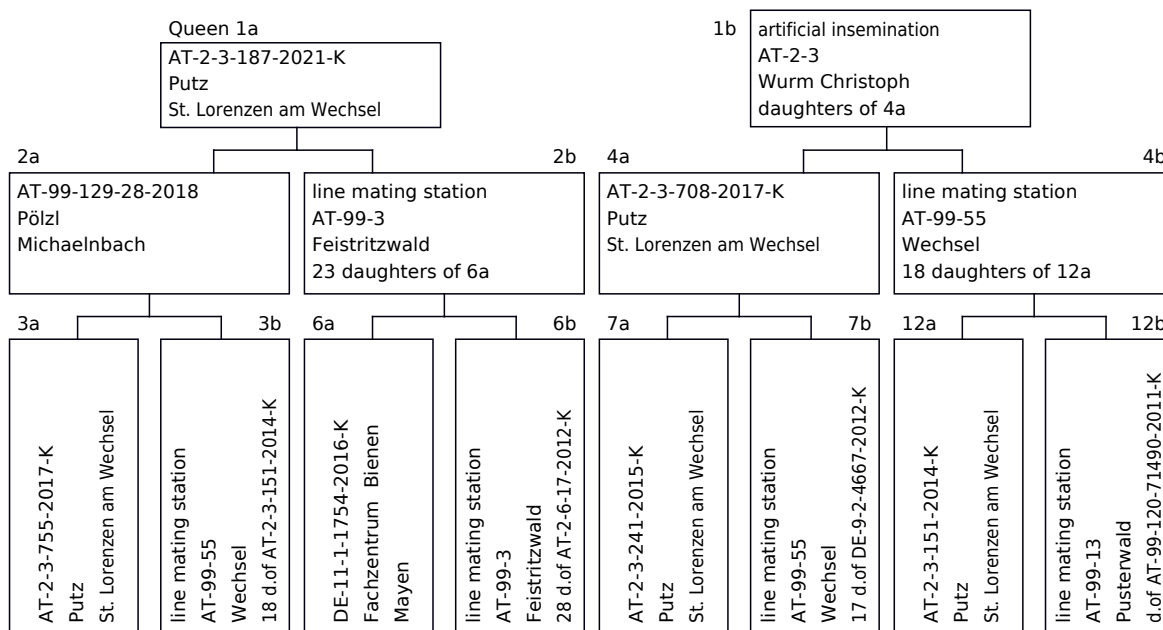 Queen 1a
AT-2-3-187-2021-K
Putz
St. Lorenzen am Wechsel
1b
artificial insemination
AT-2-3
Wurm Christoph
daughters of 4a
2a
AT-99-129-28-2018
Pölzl
Michaelnbach
2b
line mating station
AT-99-3
Feistritzwald
23 daughters of 6a
4a
AT-2-3-708-2017-K
Putz
St. Lorenzen am Wechsel
4b
line mating station
AT-99-55
Wechsel
18 daughters of 12a
3a
AT-2-3-755-2017-K
Putz
St. Lorenzen am Wechsel
3b
line mating station
AT-99-55
Wechsel
18 d.of AT-2-3-151-2014-K
6a
DE-11-1-1754-2016-K
Fachzentrum Bienen
Mayen
6b
line mating station
AT-99-3
Feistritzwald
28 d.of AT-2-6-17-2012-K
7a
AT-2-3-241-2015-K
Putz
St. Lorenzen am Wechsel
7b
line mating station
AT-99-55
Wechsel
17 d.of DE-9-2-4667-2012-K
12a
AT-2-3-151-2014-K
Putz
St. Lorenzen am Wechsel
12b
line mating station
AT-99-13
Pusterwald
d.of AT-99-120-71490-2011-K